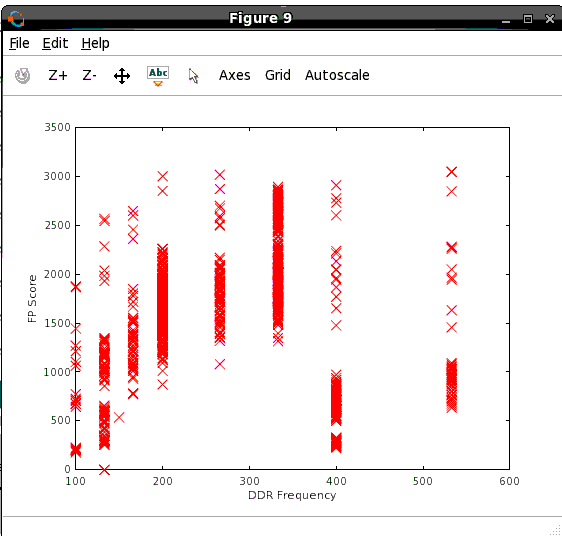 Figure 9
File Edit Help
Z+ Z- Abc Axes Grid Autoscale
3500
3000
2500
2000
1500
1000
500
0
FP Score
100 200 300 400 500 600
DDR Frequency